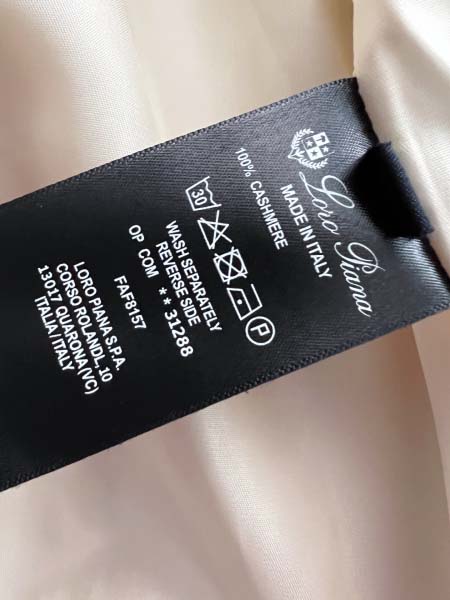 Loro Piana
MADE IN ITALY
100% CASHMERE
30
P
WASH SEPARATELY
REVERSE SIDE
OP COM **31288
FAF8157
LORO PIANA S.P.A.
CORSO ROLANDI, 10
13017 QUARONA (VC)
ITALIA ITALY